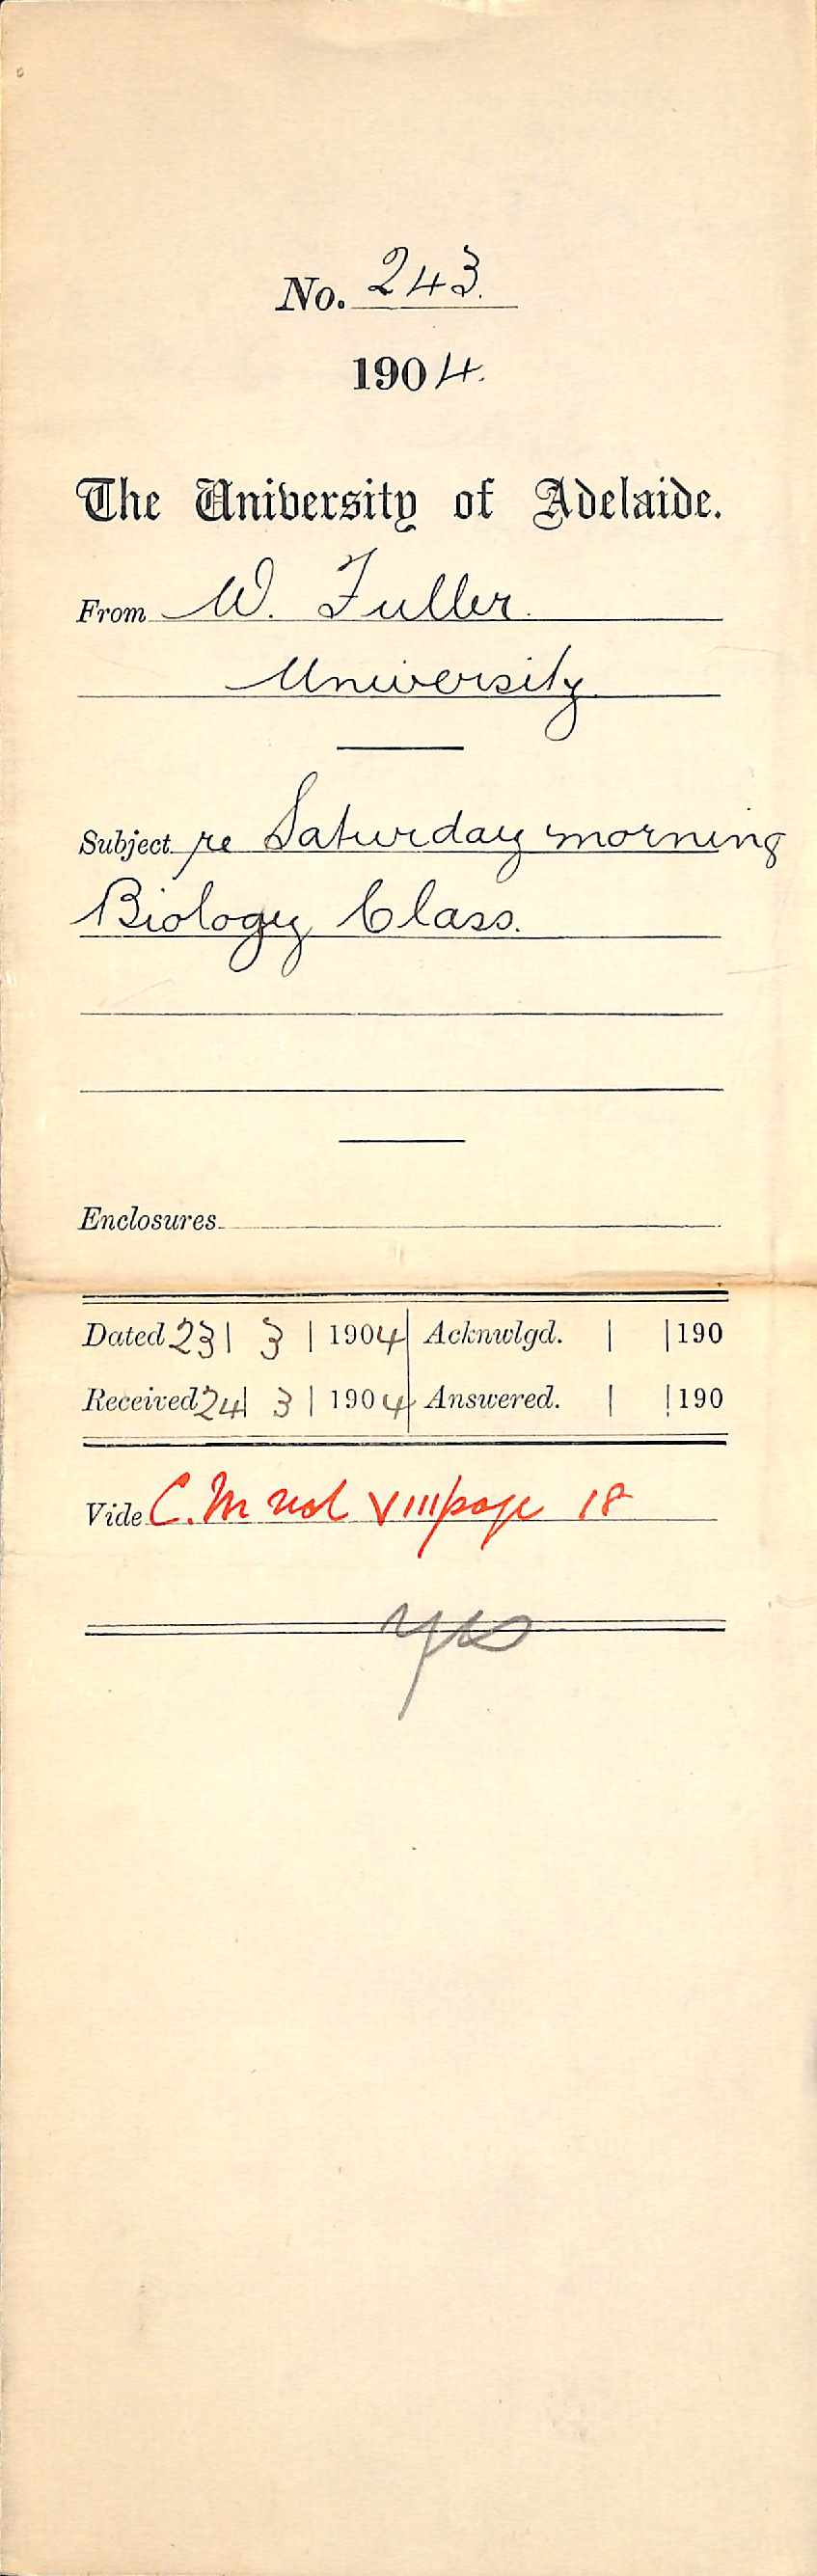 No. 243.
1904.
The University of Adelaide.
From W. Fuller.
University.
Subject re Saturday morning
Biology Class.
Enclosures
Dated 23 | 3 | 1904 Acknwlgd. | | 190
Received 24 | 3 | 1904 Answered. | | 190
Vide C.M vol VIII page 18
yes